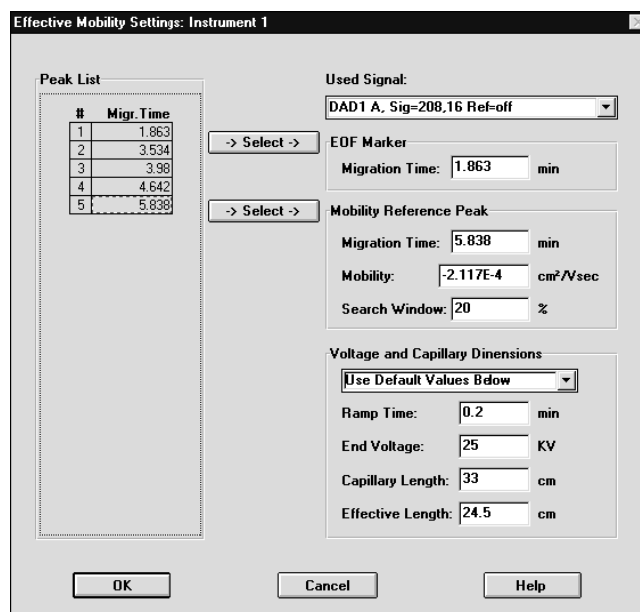 Effective Mobility Settings: Instrument 1
Peak List
# Migr.Time
1 1.863
2 3.534
3 3.98
4 4.642
5 5.838
-> Select ->
-> Select ->
Used Signal:
DAD1 A, Sig=208,16 Ref=off
EOF Marker
Migration Time: 1.863 min
Mobility Reference Peak
Migration Time: 5.838 min
Mobility: -2.117E-4 cm²/Vsec
Search Window: 20 %
Voltage and Capillary Dinensions
Use Default Values Below
Ramp Time: 0.2 min
End Voltage: 25 KV
Capillary Length: 33 cm
Effective Length: 24.5 cm
OK Cancel Help